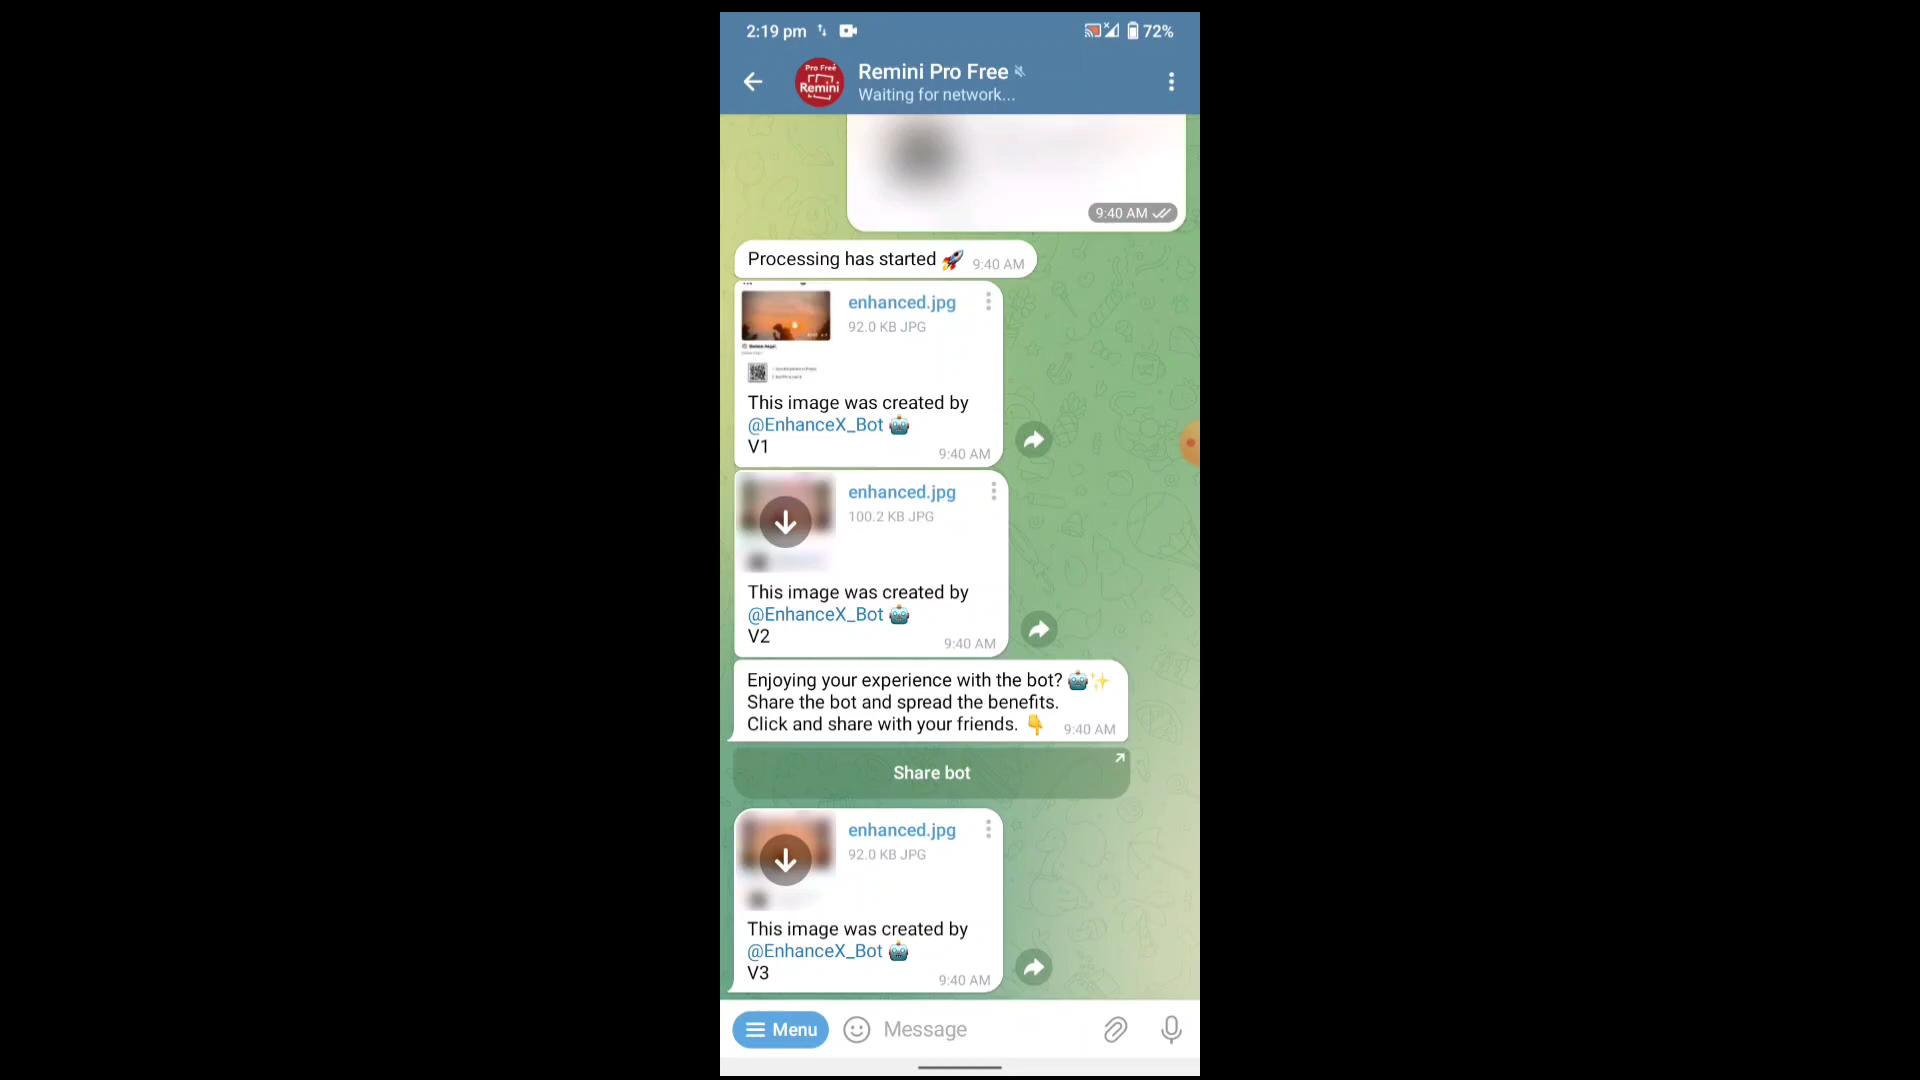 2:19 pm
72%
Pro Free
Remini
Remini Pro Free
Waiting for network...
9:40 AM
Processing has started 🚀 9:40 AM
enhanced.jpg
92.0 KB JPG
This image was created by
@EnhanceX_Bot 🤖
V1
9:40 AM
enhanced.jpg
100.2 KB JPG
This image was created by
@EnhanceX_Bot 🤖
V2
9:40 AM
Enjoying your experience with the bot? 🤖✨
Share the bot and spread the benefits.
Click and share with your friends. 👇 9:40 AM
Share bot
enhanced.jpg
92.0 KB JPG
This image was created by
@EnhanceX_Bot 🤖
V3
9:40 AM
Menu
Message